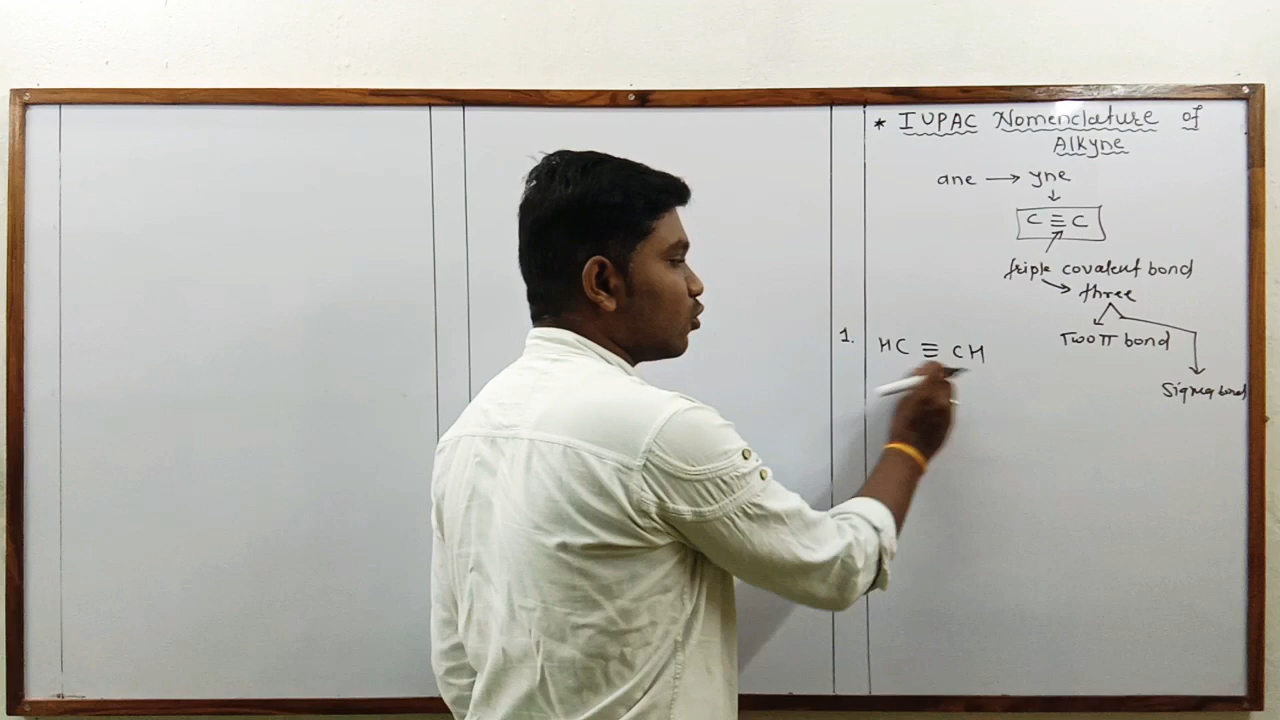 * IUPAC Nomenclature of
Alkyne
ane → yne
↓
C ≡ C
triple covalent bond
→ three
Two π bond
Sigma bond
1. HC ≡ CH